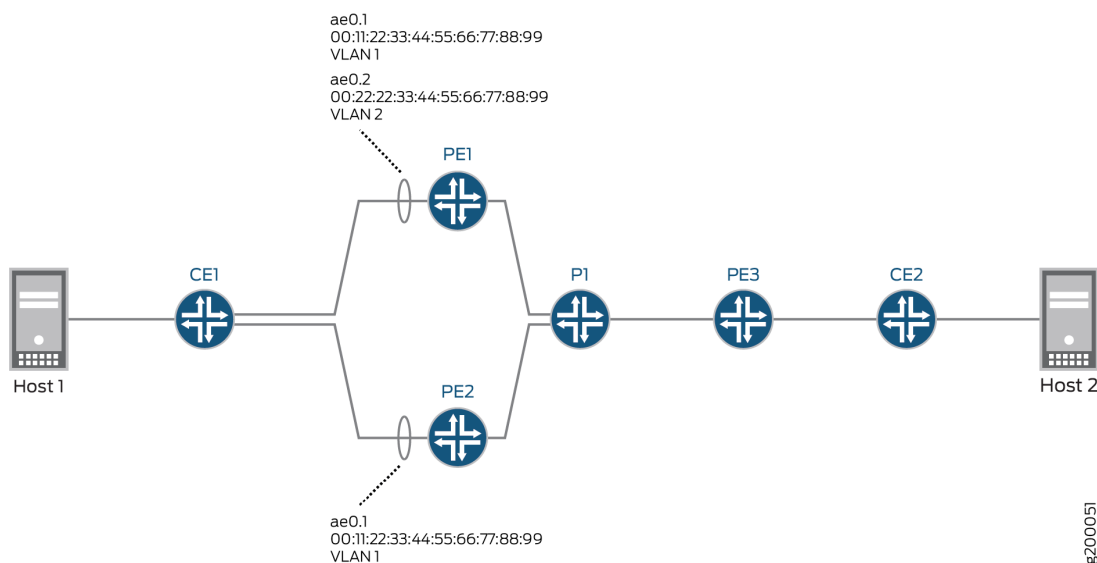 ae0.1
00:11:22:33:44:55:66:77:88:99
VLAN 1
ae0.2
00:22:22:33:44:55:66:77:88:99
VLAN 2
PE1
CE1
P1
PE3
CE2
Host 1
PE2
Host 2
ae0.1
00:11:22:33:44:55:66:77:88:99
VLAN 1
g200051